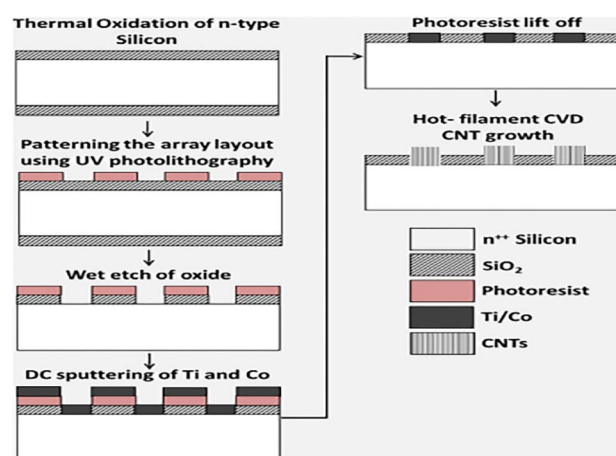 Thermal Oxidation of n-type
Silicon
Patterning the array layout
using UV photolithography
Wet etch of oxide
DC sputtering of Ti and Co
Photoresist lift off
Hot- filament CVD
CNT growth
n⁺⁺ Silicon
SiO₂
Photoresist
Ti/Co
CNTs